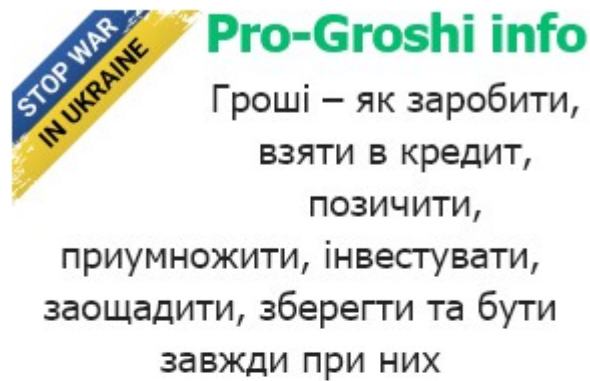 STOP WAR
IN UKRAINE
Pro-Groshi info
Гроші – як заробити,
взяти в кредит,
позичити,
приумножити, інвестувати,
заощадити, зберегти та бути
завжди при них